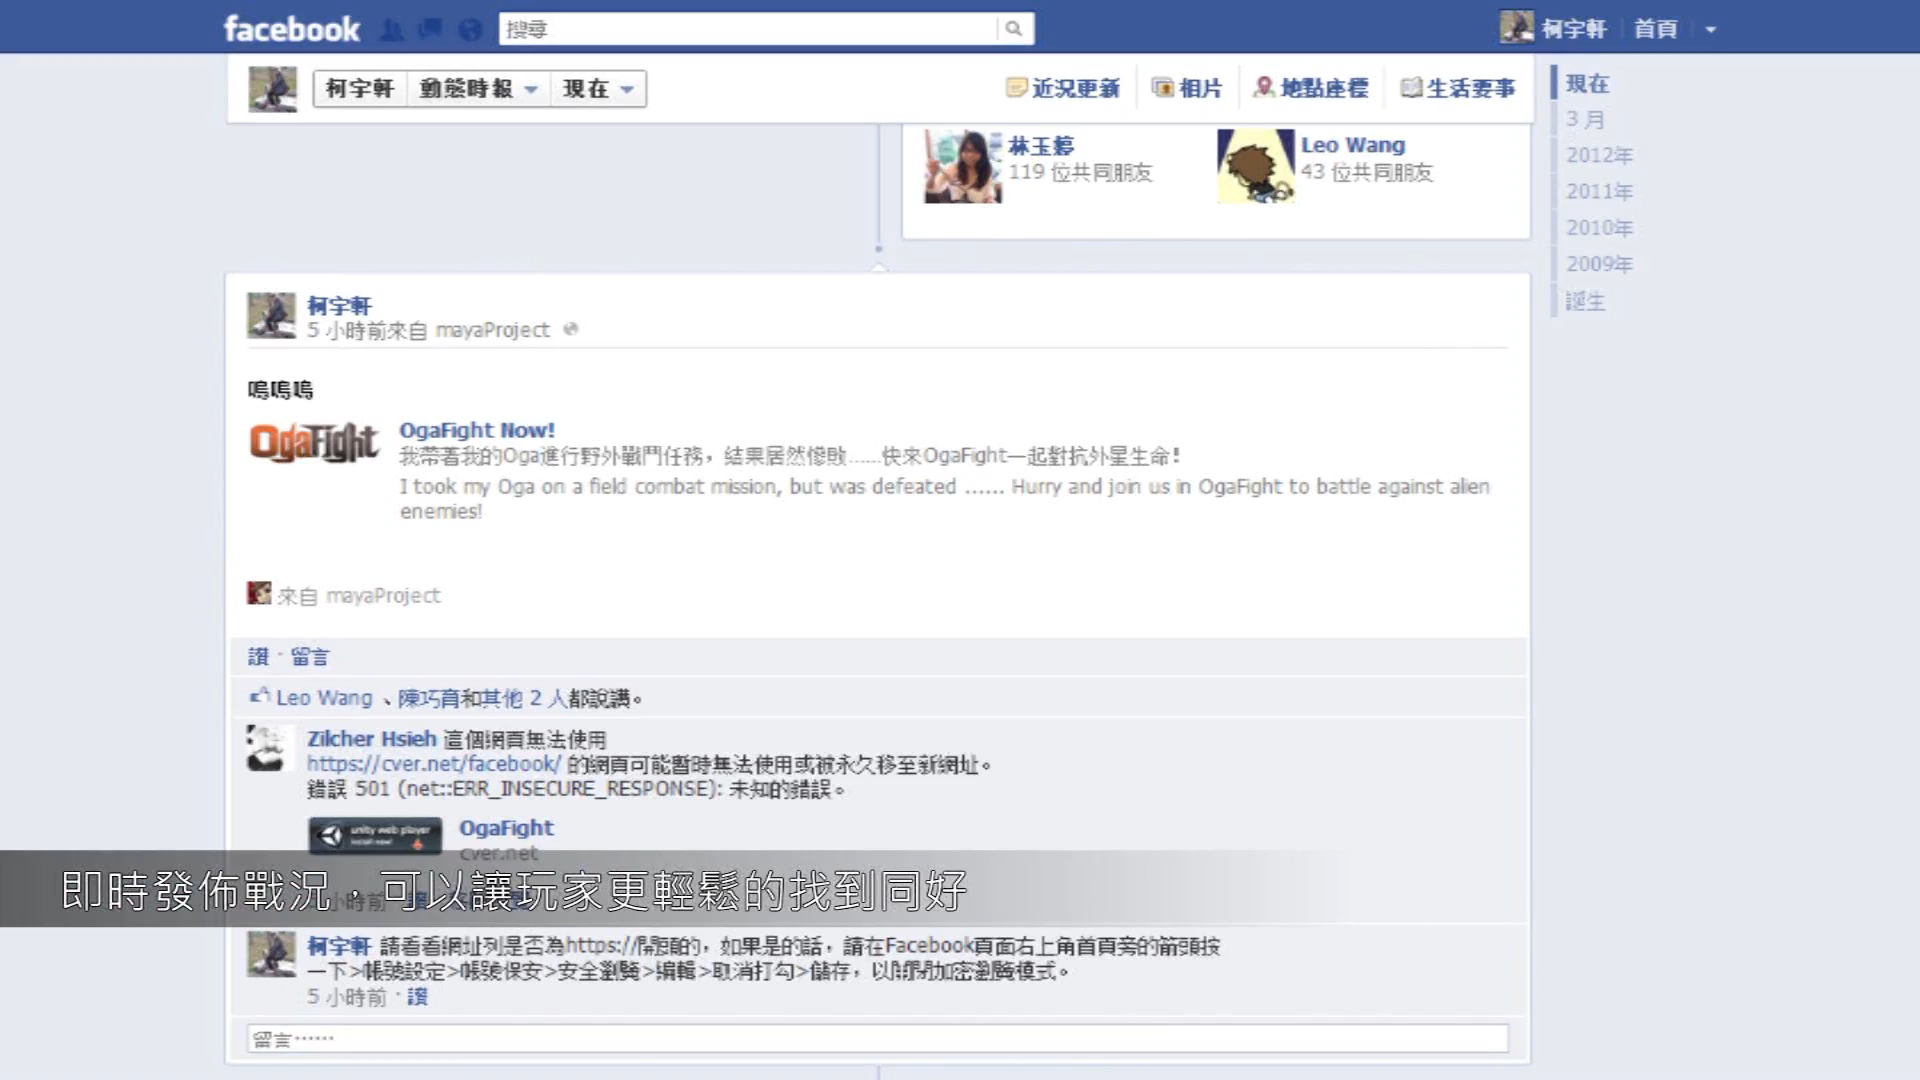 facebook
搜尋
柯宇軒 首頁
柯宇軒 動態時報 現在
近況更新 相片 地點座標 生活要事
現在
3 月
2012年
2011年
2010年
2009年
誕生
林玉婷
119 位共同朋友
Leo Wang
43 位共同朋友
柯宇軒
5 小時前來自 mayaProject
嗚嗚嗚
OgaFight
OgaFight Now!
我帶著我的Oga進行野外戰鬥任務，結果居然慘敗......快來OgaFight一起對抗外星生命!
I took my Oga on a field combat mission, but was defeated ...... Hurry and join us in OgaFight to battle against alien
enemies!
來自 mayaProject
讚 · 留言
Leo Wang 、陳巧育和其他 2 人都說讚。
Zilcher Hsieh 這個網頁無法使用
https://cver.net/facebook/ 的網頁可能暫時無法使用或被永久移至新網址。
錯誤 501 (net::ERR_INSECURE_RESPONSE): 未知的錯誤。
unity web player
install now!
OgaFight
cver.net
即時發佈戰況，可以讓玩家更輕鬆的找到同好
柯宇軒 請看看網址列是否為https://開頭的，如果是的話，請在Facebook頁面右上角首頁旁的箭頭按
一下>帳號設定>帳號保安>安全瀏覽>編輯>取消打勾>儲存，以關閉加密瀏覽模式。
5 小時前 · 讚
留言……